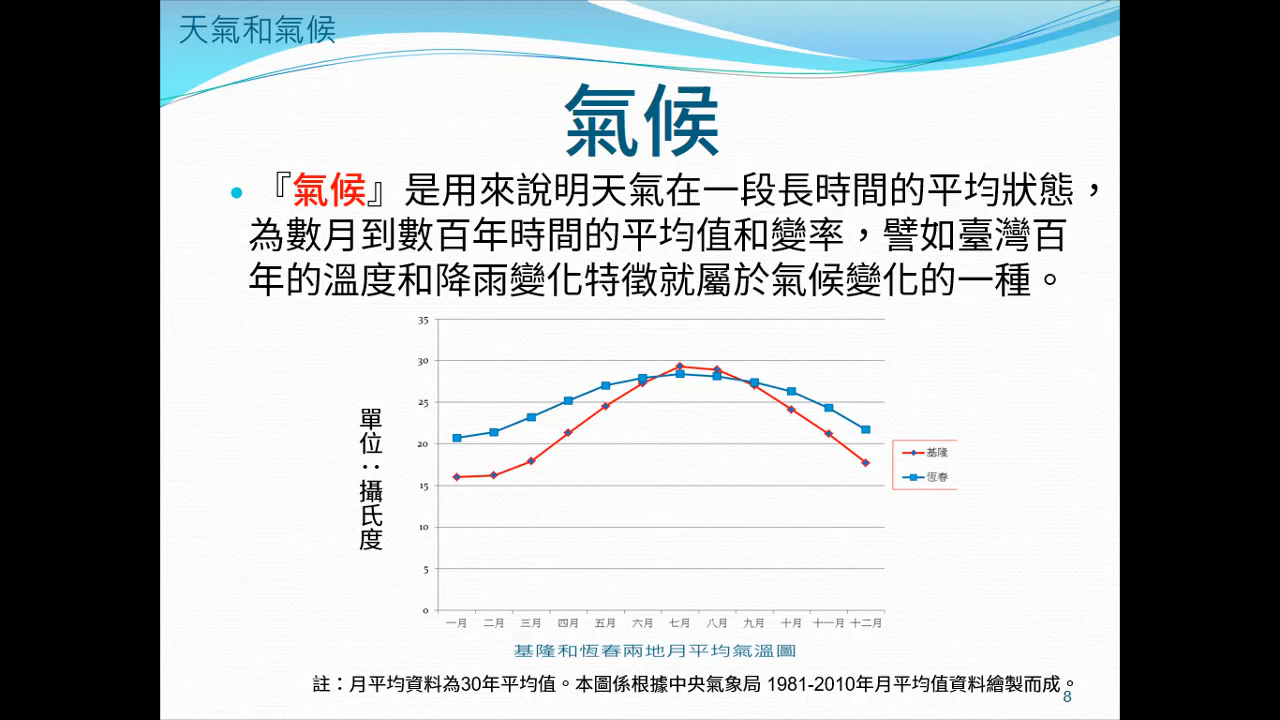 天氣和氣候
氣候
『氣候』是用來說明天氣在一段長時間的平均狀態，
為數月到數百年時間的平均值和變率，譬如臺灣百
年的溫度和降雨變化特徵就屬於氣候變化的一種。
單位：攝氏度
35
30
25
20
15
10
5
0
一月 二月 三月 四月 五月 六月 七月 八月 九月 十月 十一月 十二月
基隆
恆春
基隆和恆春兩地月平均氣溫圖
註：月平均資料為30年平均值。本圖係根據中央氣象局 1981-2010年月平均值資料繪製而成。
8